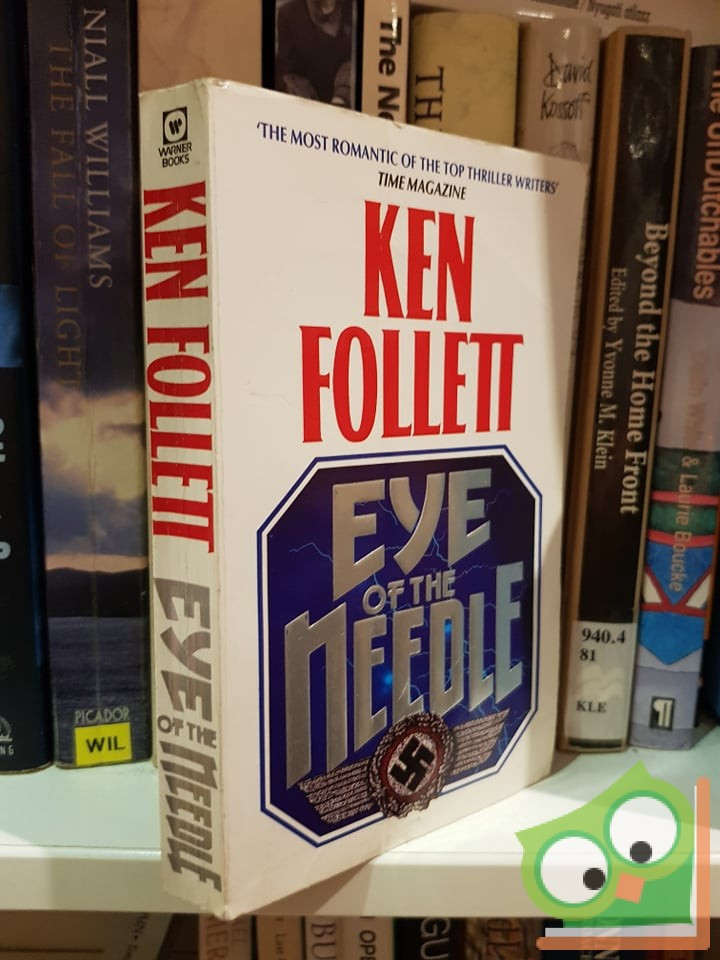 'THE MOST ROMANTIC OF THE TOP THRILLER WRITERS'
TIME MAGAZINE
KEN
FOLLETT
EYE
OF THE
NEEDLE
WARNER
BOOKS
KEN FOLLETT
EYE
OF THE
NEEDLE
NIALL WILLIAMS
THE FALL OF LIGHT
PICADOR
WIL
The
David
Kossoff
Beyond the Home Front
Edited by Yvonne M. Klein
940.4
81
KLE
The UnDutchables
& Laurie Boucke